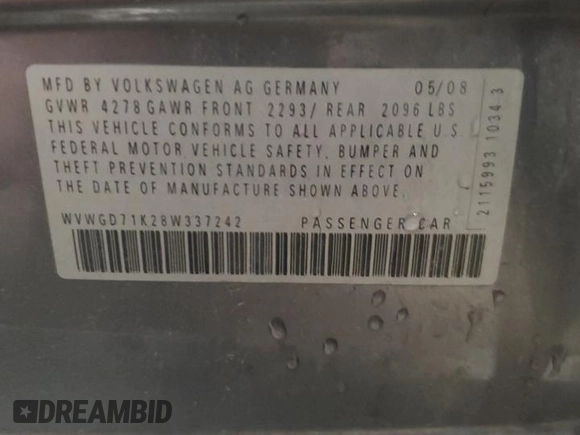 MFD BY VOLKSWAGEN AG GERMANY 05/08
GVWR 4278 GAWR FRONT 2293/ REAR 2096 LBS
THIS VEHICLE CONFORMS TO ALL APPLICABLE U.S
FEDERAL MOTOR VEHICLE SAFETY, BUMPER AND
THEFT PREVENTION STANDARDS IN EFFECT ON
THE DATE OF MANUFACTURE SHOWN ABOVE.
WVWGD71K28W337242 PASSENGER CAR
2115993 1034 3
DREAMBID